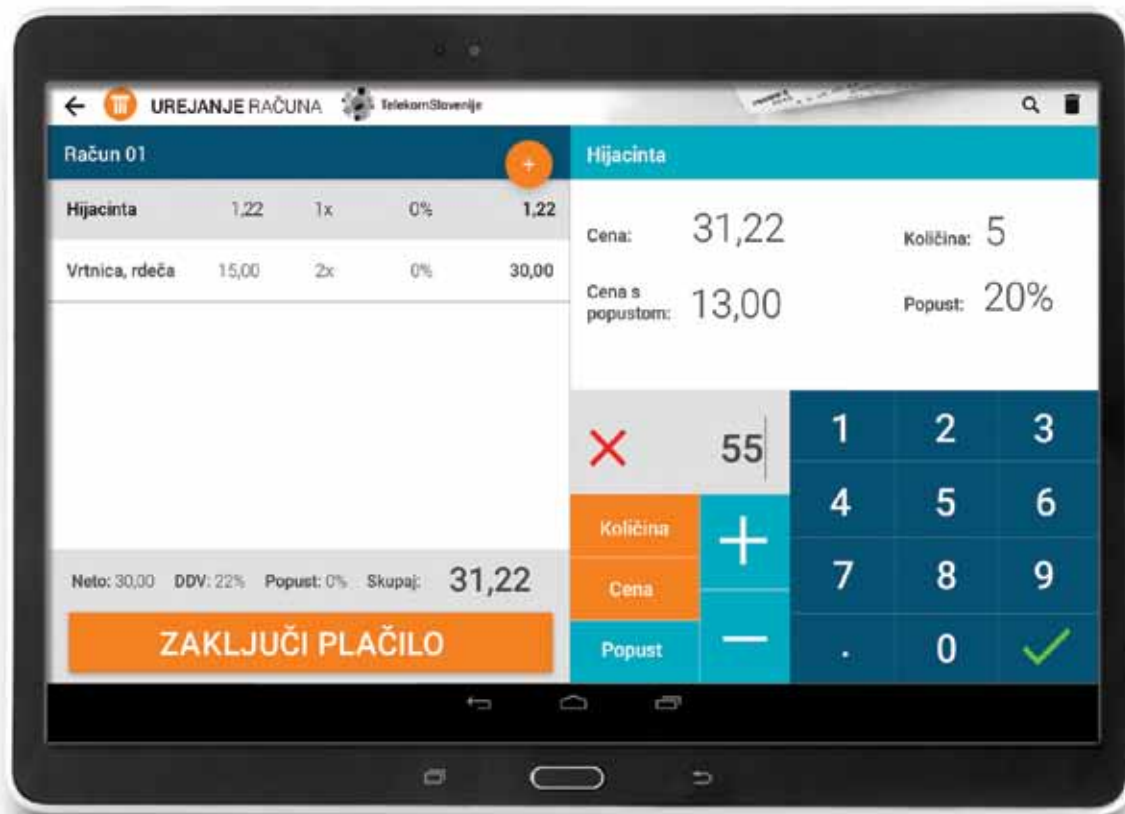 UREJANJE RAČUNA TelekomSlovenije
Račun 01
+
Hijacinta 1,22 1x 0% 1,22
Vrtnica, rdeča 15,00 2x 0% 30,00
Neto: 30,00 DDV: 22% Popust: 0% Skupaj: 31,22
ZAKLJUČI PLAČILO
Hijacinta
Cena: 31,22 Količina: 5
Cena s
popustom: 13,00 Popust: 20%
55
Količina
Cena
Popust
+
−
1 2 3
4 5 6
7 8 9
. 0